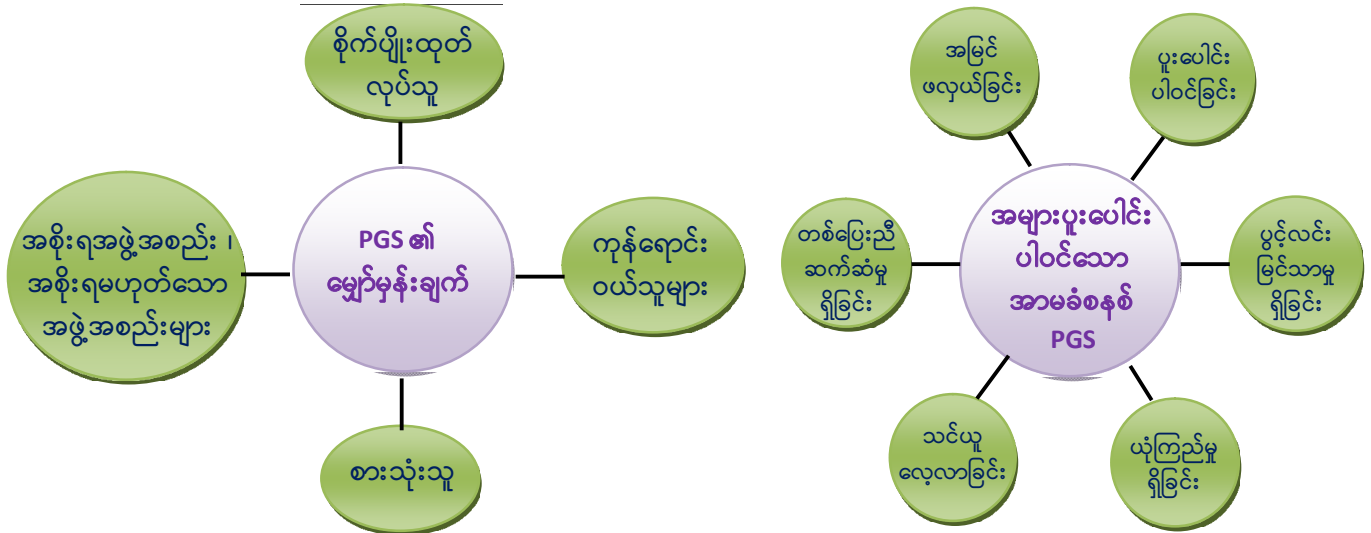 စိုက်ပျိုးထုတ်
လုပ်သူ
အစိုးရအဖွဲ့အစည်း ၊
အစိုးရမဟုတ်သော
အဖွဲ့အစည်းများ
PGS ၏
မျှော်မှန်းချက်
ကုန်ရောင်း
ဝယ်သူများ
စားသုံးသူ
အမြင်
ဖလှယ်ခြင်း
ပူးပေါင်း
ပါဝင်ခြင်း
တစ်ပြေးညီ
ဆက်ဆံမှု
ရှိခြင်း
အများပူးပေါင်း
ပါဝင်သော
အာမခံစနစ်
PGS
ပွင့်လင်း
မြင်သာမှု
ရှိခြင်း
သင်ယူ
လေ့လာခြင်း
ယုံကြည်မှု
ရှိခြင်း